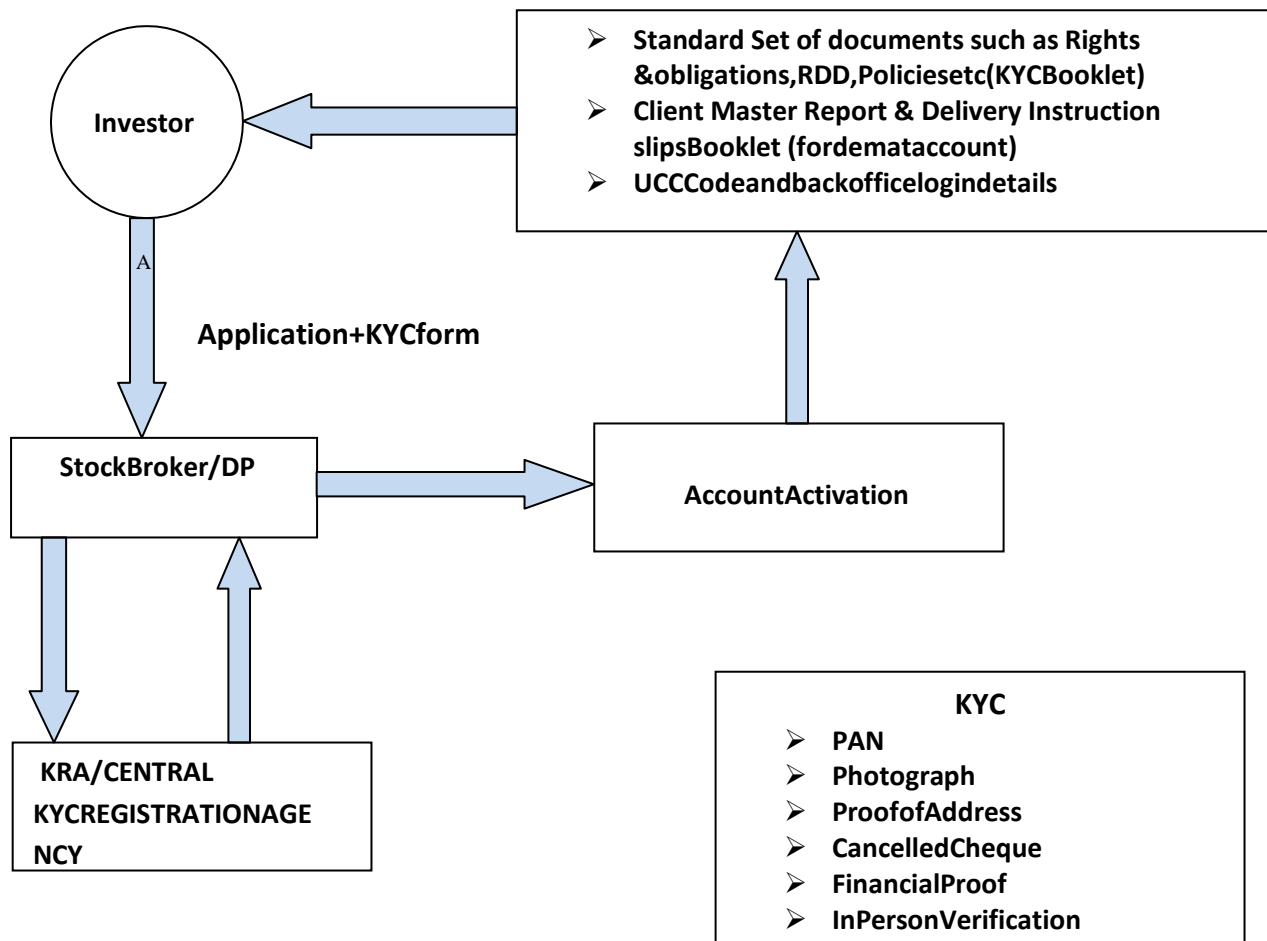 Investor
➢ Standard Set of documents such as Rights
&obligations,RDD,Policiesetc(KYCBooklet)
➢ Client Master Report & Delivery Instruction
slipsBooklet (fordemataccount)
➢ UCCCodeandbackofficelogindetails
A
Application+KYCform
StockBroker/DP
AccountActivation
KRA/CENTRAL
KYCREGISTRATIONAGE
NCY
KYC
➢ PAN
➢ Photograph
➢ ProofofAddress
➢ CancelledCheque
➢ FinancialProof
➢ InPersonVerification